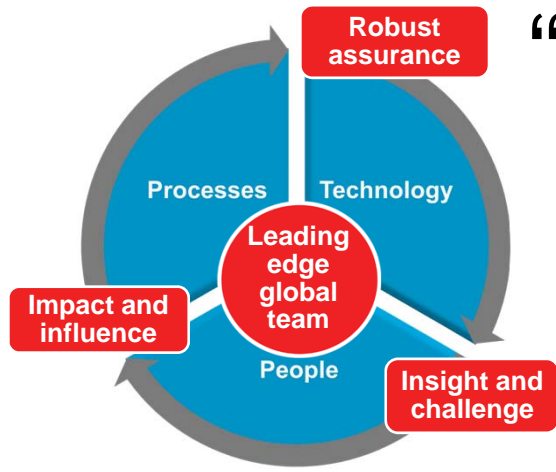 Robust
assurance
“
Processes
Technology
Leading
edge
global
team
Impact and
influence
People
Insight and
challenge